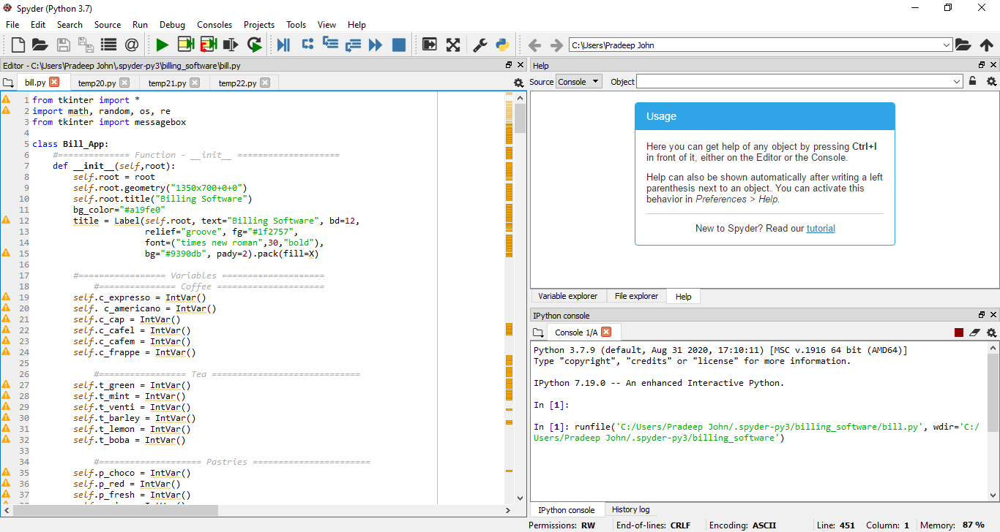 Spyder (Python 3.7)
File Edit Search Source Run Debug Consoles Projects Tools View Help
C:\Users\Pradeep John
Editor - C:\Users\Pradeep John\.spyder-py3\billing_software\bill.py
bill.py temp20.py temp21.py temp22.py
1 from tkinter import *
2 import math, random, os, re
3 from tkinter import messagebox
4
5 class Bill_App:
6 #============== Function - __init__ ====================
7 def __init__(self,root):
8 self.root = root
9 self.root.geometry("1350x700+0+0")
10 self.root.title("Billing Software")
11 bg_color="#a19fe0"
12 title = Label(self.root, text="Billing Software", bd=12,
13 relief="groove", fg="#1f2757",
14 font=("times new roman",30,"bold"),
15 bg="#9390db", pady=2).pack(fill=X)
16
17 #================= Variables ====================
18 #=============== Coffee =====================
19 self.c_expresso = IntVar()
20 self. c_americano = IntVar()
21 self.c_cap = IntVar()
22 self.c_cafel = IntVar()
23 self.c_cafem = IntVar()
24 self.c_frappe = IntVar()
25
26 #================= Tea =============================
27 self.t_green = IntVar()
28 self.t_mint = IntVar()
29 self.t_venti = IntVar()
30 self.t_barley = IntVar()
31 self.t_lemon = IntVar()
32 self.t_boba = IntVar()
33
34 #==================== Pastries =======================
35 self.p_choco = IntVar()
36 self.p_red = IntVar()
37 self.p_fresh = IntVar()
Help
Source Console Object
Usage
Here you can get help of any object by pressing Ctrl+I
in front of it, either on the Editor or the Console.
Help can also be shown automatically after writing a left
parenthesis next to an object. You can activate this
behavior in Preferences > Help.
New to Spyder? Read our tutorial
Variable explorer File explorer Help
IPython console
Console 1/A
Python 3.7.9 (default, Aug 31 2020, 17:10:11) [MSC v.1916 64 bit (AMD64)]
Type "copyright", "credits" or "license" for more information.
IPython 7.19.0 -- An enhanced Interactive Python.
In [1]:
In [1]: runfile('C:/Users/Pradeep John/.spyder-py3/billing_software/bill.py', wdir='C:/
Users/Pradeep John/.spyder-py3/billing_software')
IPython console History log
Permissions: RW End-of-lines: CRLF Encoding: ASCII Line: 451 Column: 1 Memory: 87 %